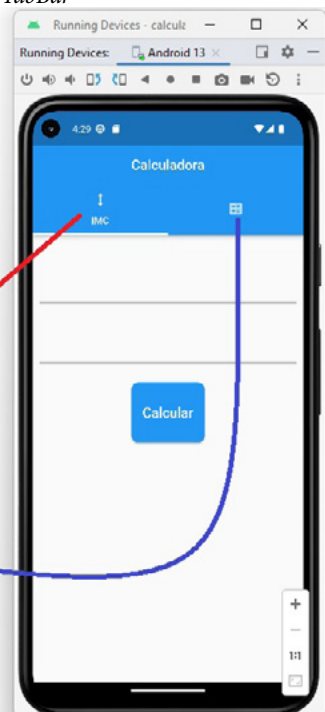 TabBar
Running Devices - calcula
Running Devices: Android 13
4:29
Calculadora
IMC
Calcular
1:1